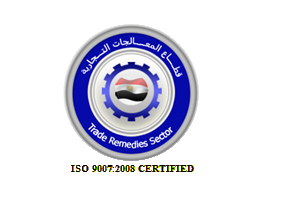 قطاع المعالجات التجارية
Trade Remedies Sector
ISO 9007:2008 CERTIFIED